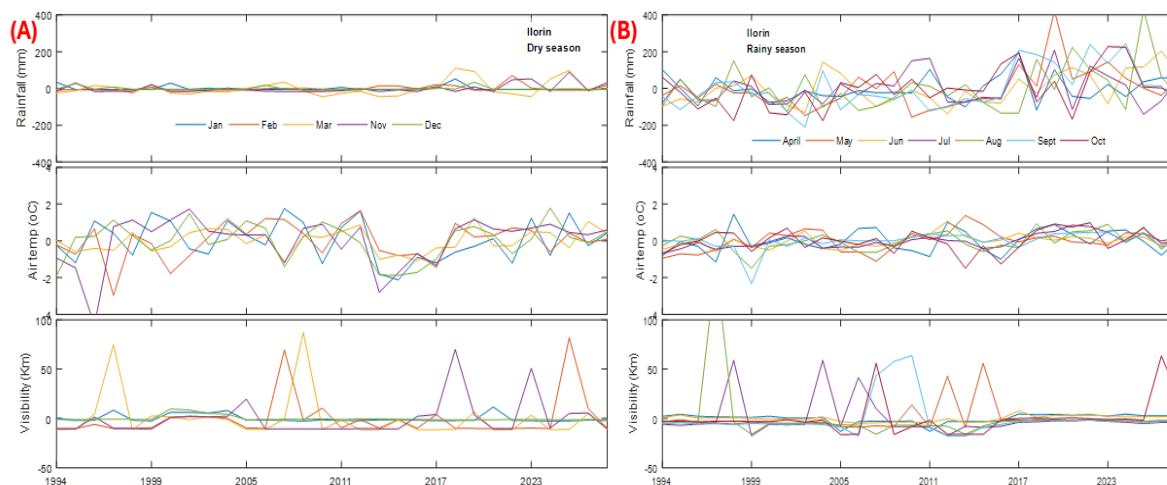 (A)
Ilorin
Dry season
Rainfall (mm)
400
200
0
-200
-400
Jan Feb Mar Nov Dec
Airtemp (oC)
4
2
0
-2
-4
Visibility (Km)
100
50
0
-50
1994 1999 2005 2011 2017 2023
(B)
Ilorin
Rainy season
Rainfall (mm)
400
200
0
-200
-400
April May Jun Jul Aug Sept Oct
Airtemp (oC)
4
2
0
-2
-4
Visibility (Km)
100
50
0
-50
1994 1999 2005 2011 2017 2023